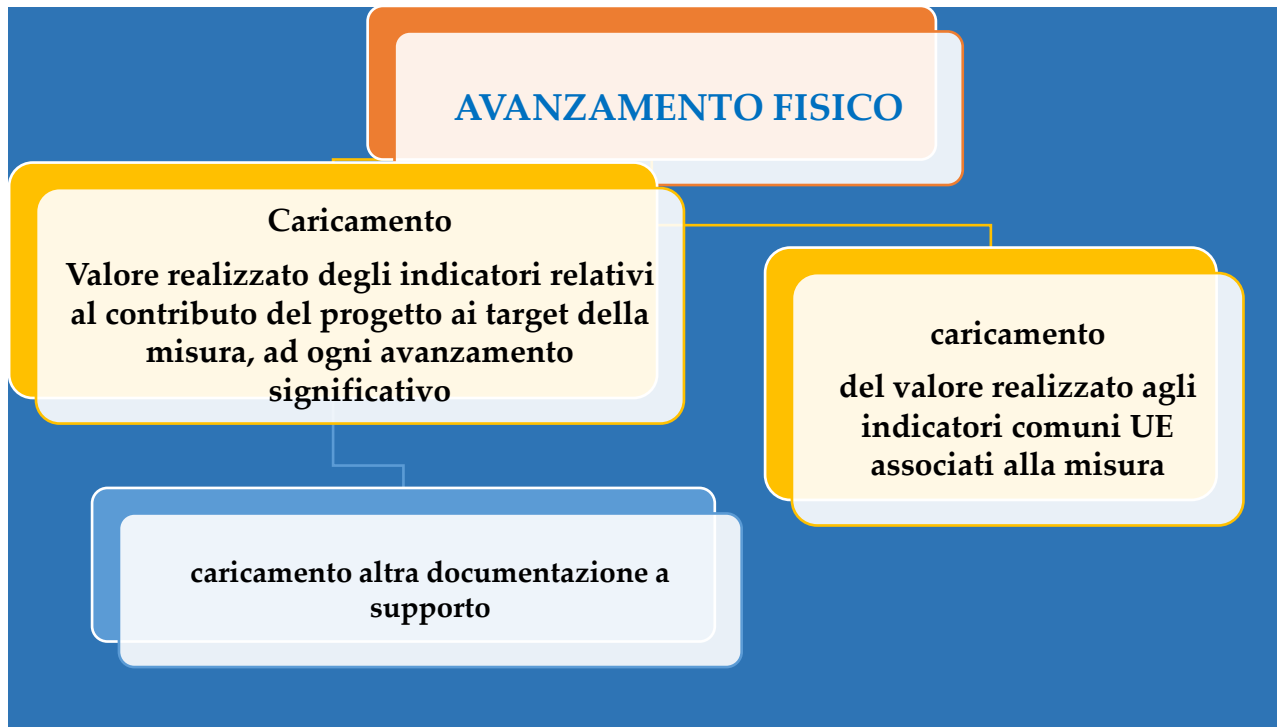 AVANZAMENTO FISICO
Caricamento
Valore realizzato degli indicatori relativi
al contributo del progetto ai target della
misura, ad ogni avanzamento
significativo
caricamento
del valore realizzato agli
indicatori comuni UE
associati alla misura
caricamento altra documentazione a
supporto